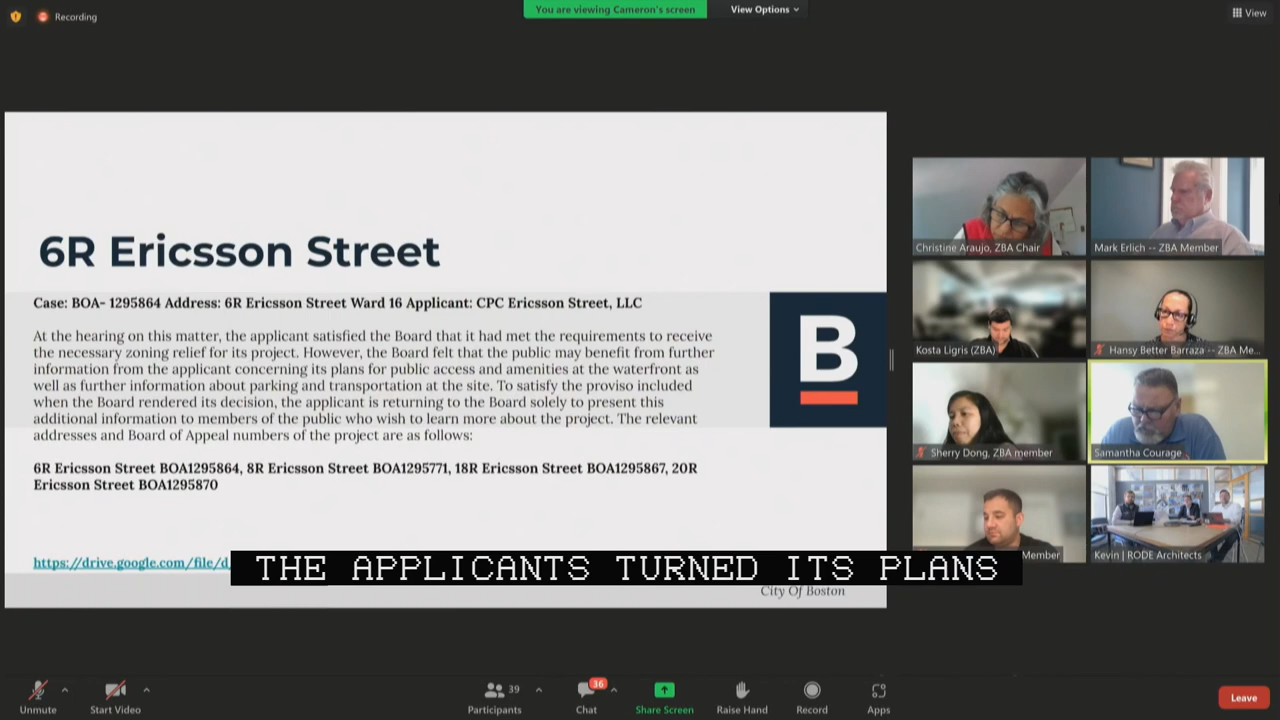 Recording
You are viewing Cameron's screen
View Options
View
6R Ericsson Street
Case: BOA- 1295864 Address: 6R Ericsson Street Ward 16 Applicant: CPC Ericsson Street, LLC
At the hearing on this matter, the applicant satisfied the Board that it had met the requirements to receive
the necessary zoning relief for its project. However, the Board felt that the public may benefit from further
information from the applicant concerning its plans for public access and amenities at the waterfront as
well as further information about parking and transportation at the site. To satisfy the proviso included
when the Board rendered its decision, the applicant is returning to the Board solely to present this
additional information to members of the public who wish to learn more about the project. The relevant
addresses and Board of Appeal numbers of the project are as follows:
6R Ericsson Street BOA1295864, 8R Ericsson Street BOA1295771, 18R Ericsson Street BOA1295867, 20R
Ericsson Street BOA1295870
https://drive.google.com/file/d
B
City Of Boston
THE APPLICANTS TURNED ITS PLANS
Christine Araujo, ZBA Chair
Mark Erlich -- ZBA Member
Kosta Ligris (ZBA)
Hansy Better Barraza -- ZBA Me...
Sherry Dong, ZBA member
Samantha Courage
Member
Kevin | RODE Architects
Unmute
Start Video
Participants
39
Chat
36
Share Screen
Raise Hand
Record
Apps
Leave